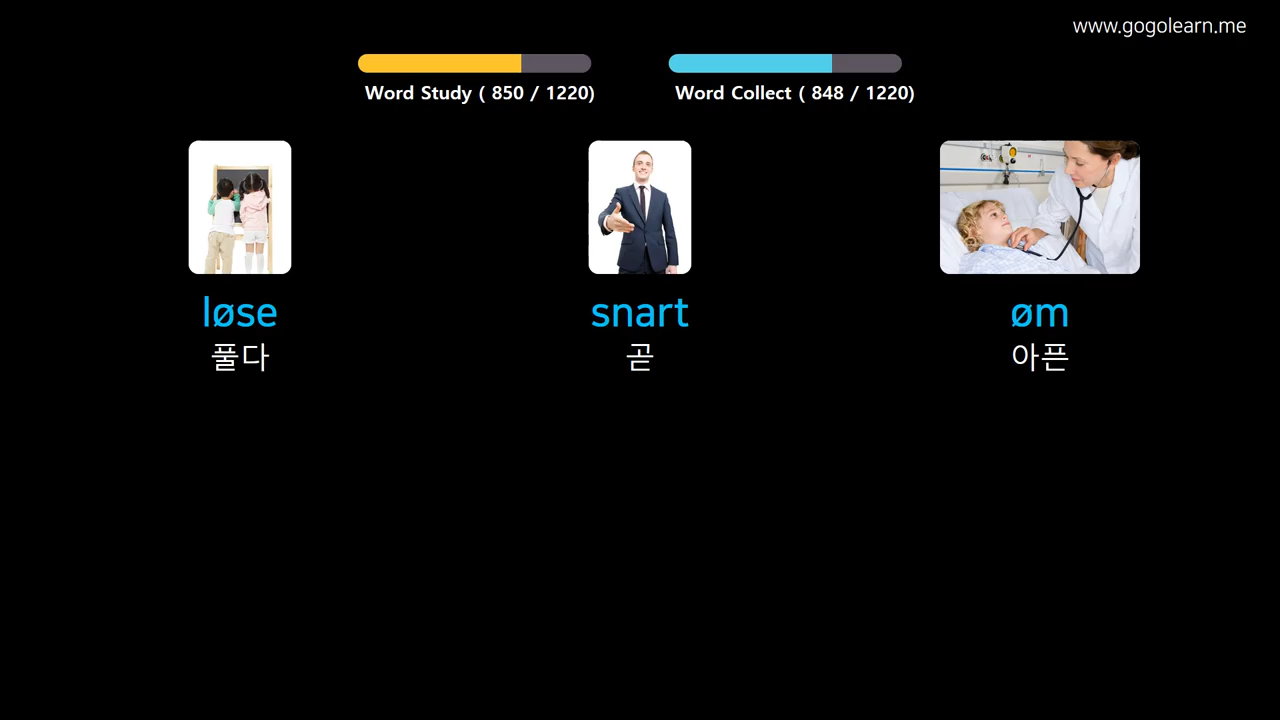 www.gogolearn.me
Word Study ( 850 / 1220)
Word Collect ( 848 / 1220)
løse
snart
øm
풀다
곧
아픈